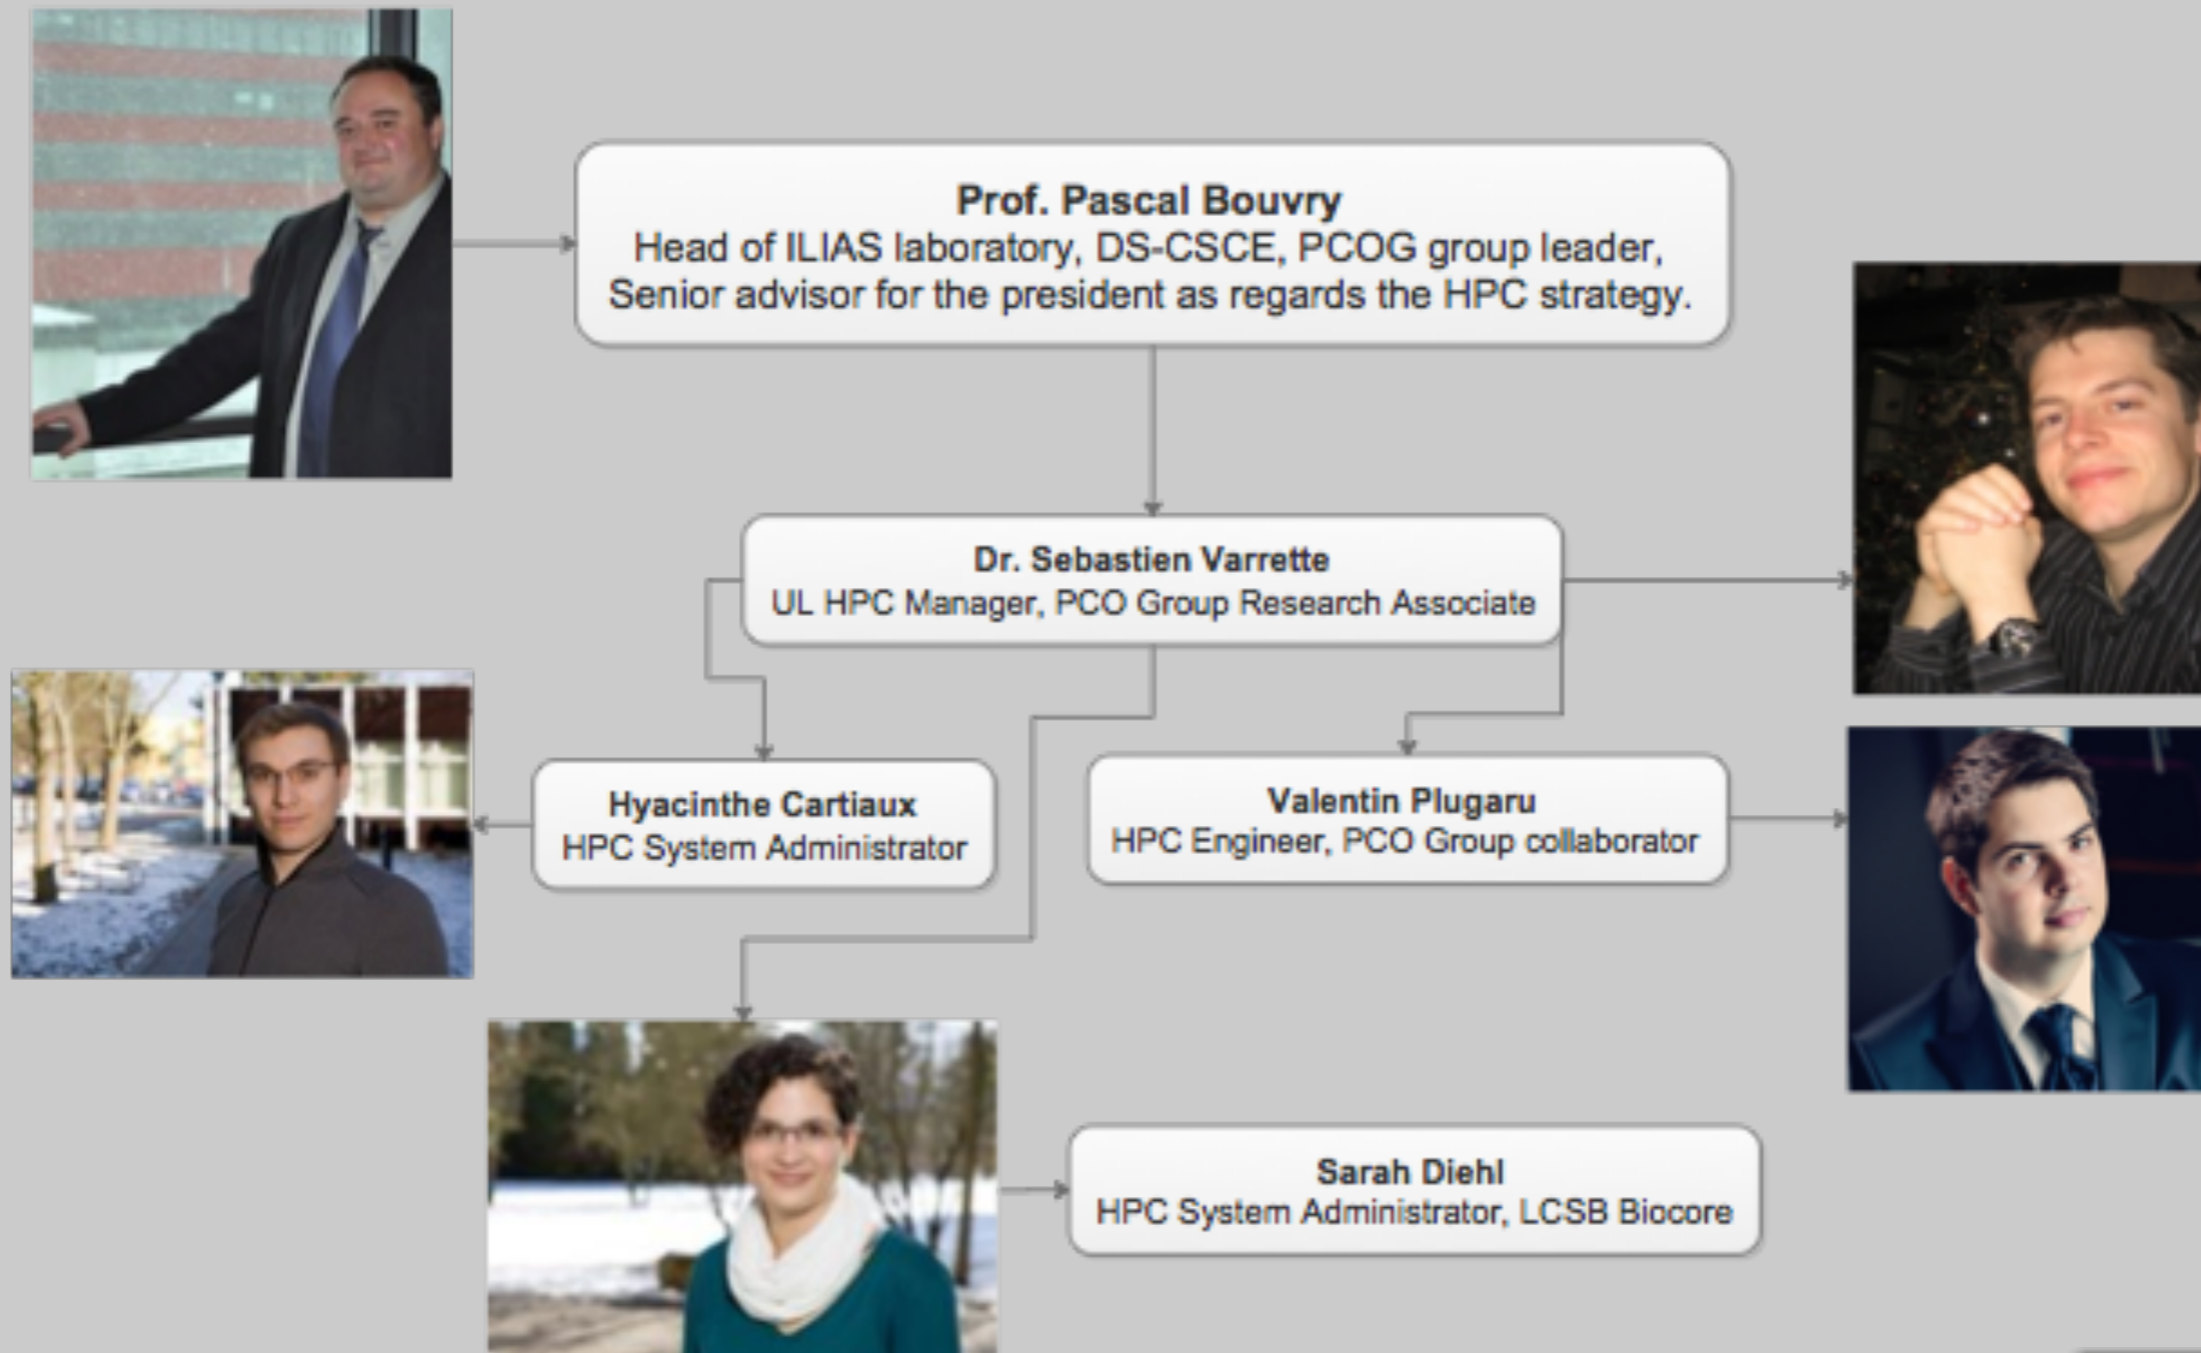 Prof. Pascal Bouvry
Head of ILIAS laboratory, DS-CSCE, PCOG group leader,
Senior advisor for the president as regards the HPC strategy.
Dr. Sebastien Varrette
UL HPC Manager, PCO Group Research Associate
Hyacinthe Cartiaux
HPC System Administrator
Valentin Plugaru
HPC Engineer, PCO Group collaborator
Sarah Diehl
HPC System Administrator, LCSB Biocore